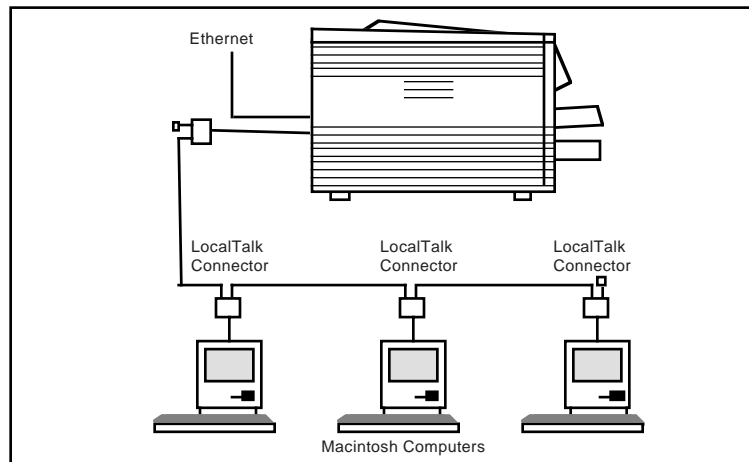 Ethernet
LocalTalk
Connector
LocalTalk
Connector
LocalTalk
Connector
Macintosh Computers